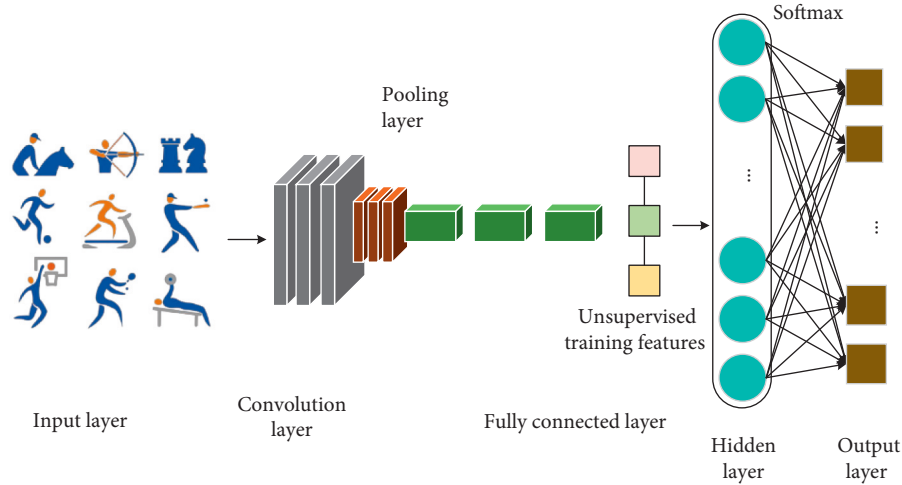 Softmax
Pooling
layer
Unsupervised
training features
Input layer
Convolution
layer
Fully connected layer
Hidden
layer
Output
layer
...
...